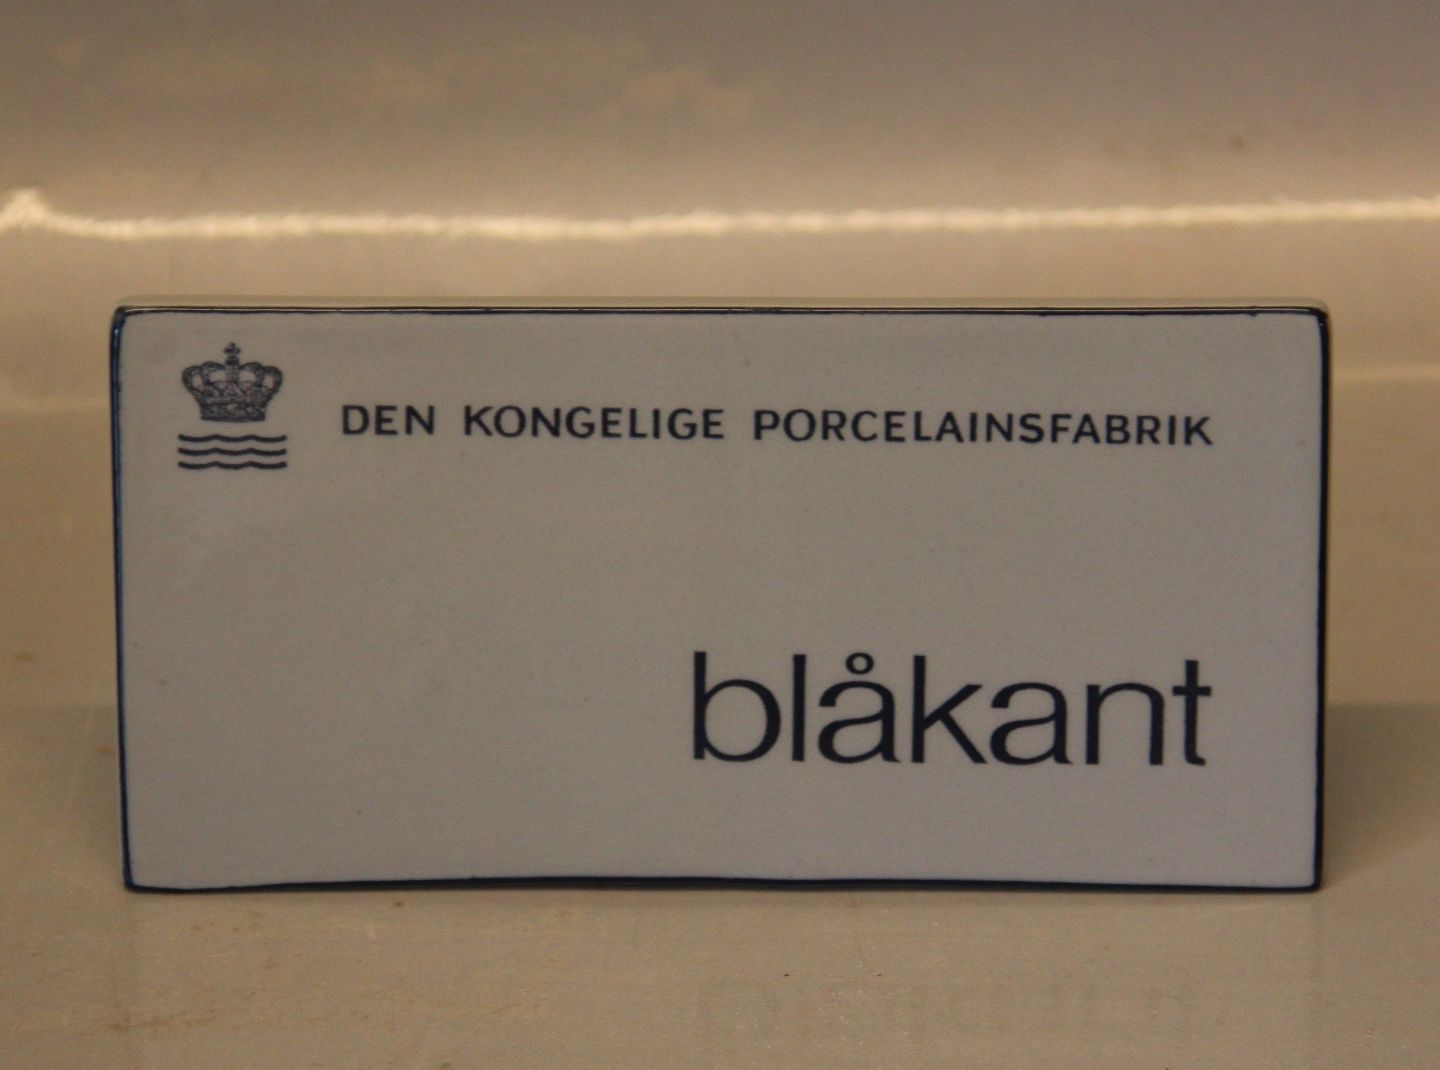 DEN KONGELIGE PORCELAINSFABRIK
blåkant